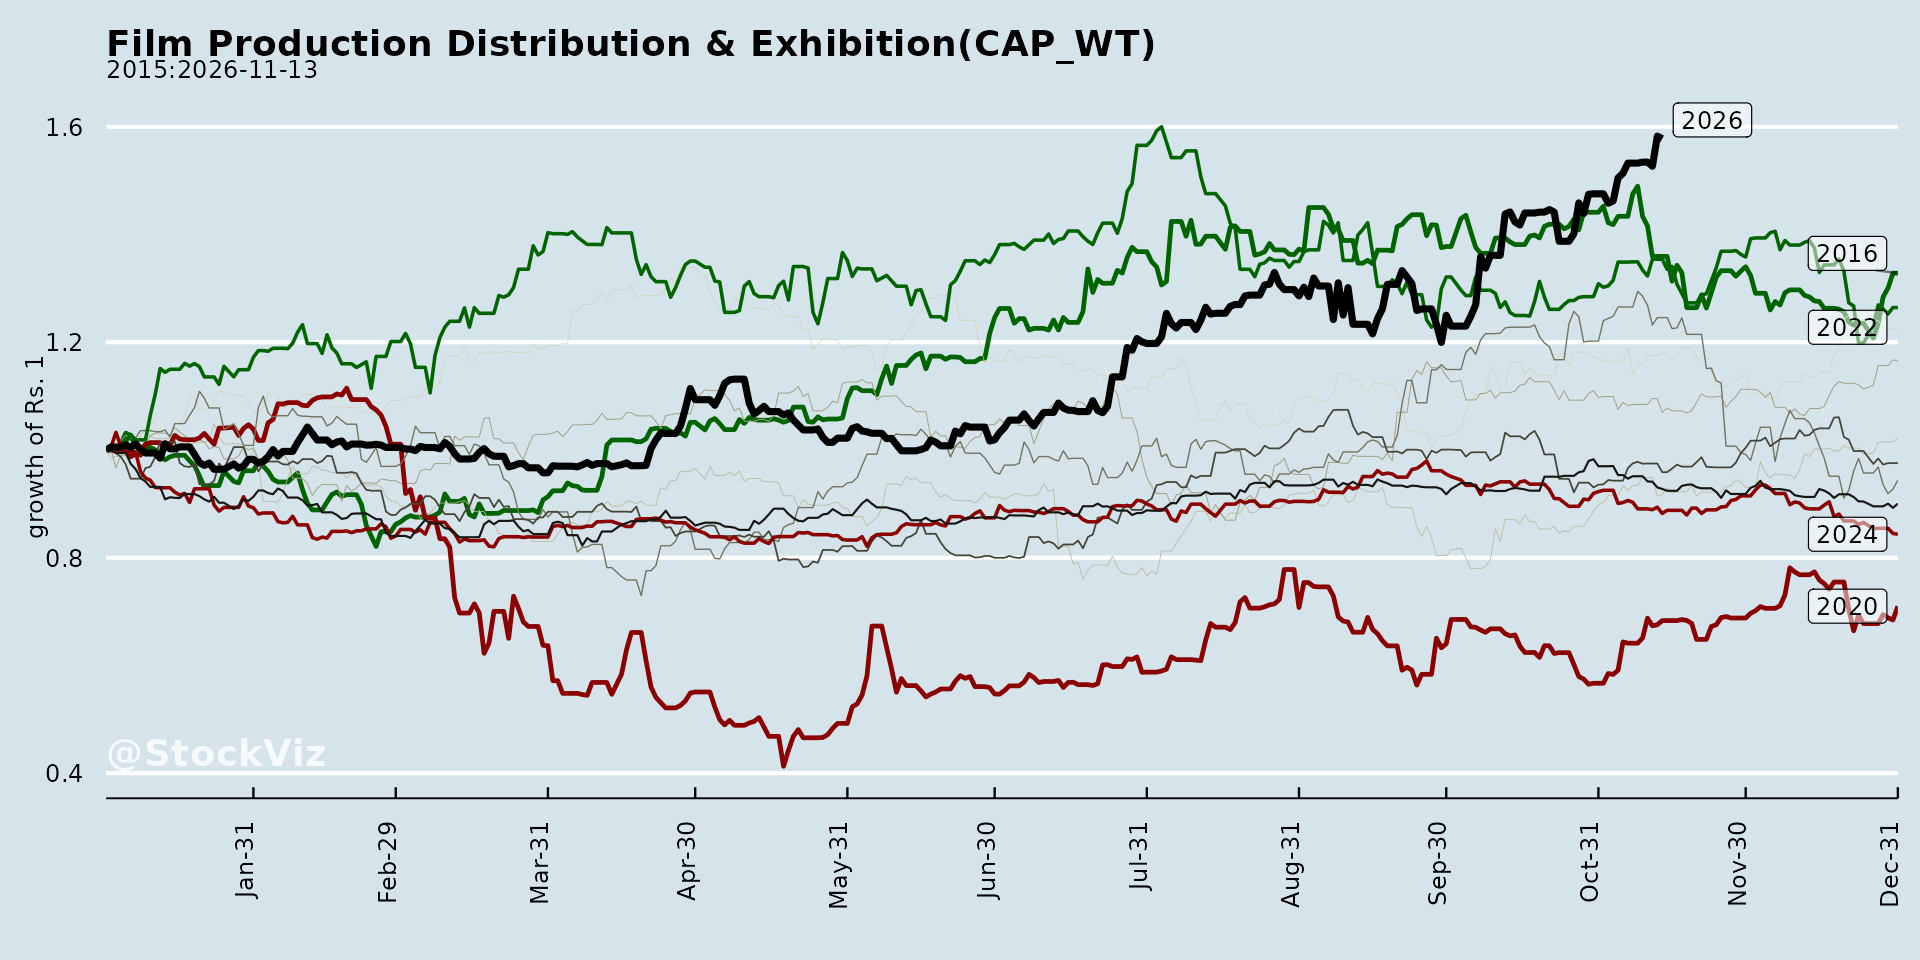 Film Production Distribution & Exhibition(CAP_WT)
2015:2026-11-13
growth of Rs. 1
1.6
1.2
0.8
0.4
2026
2016
2022
2024
2020
@StockViz
Jan-31
Feb-29
Mar-31
Apr-30
May-31
Jun-30
Jul-31
Aug-31
Sep-30
Oct-31
Nov-30
Dec-31